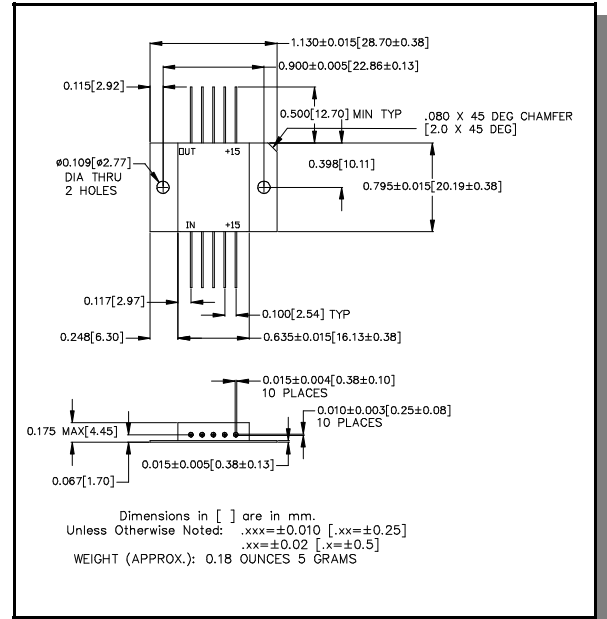 1.130±0.015[28.70±0.38]
0.900±0.005[22.86±0.13]
0.115[2.92]
0.500[12.70] MIN TYP
.080 X 45 DEG CHAMFER
[2.0 X 45 DEG]
OUT +15
0.398[10.11]
ø0.109[ø2.77]
DIA THRU
2 HOLES
0.795±0.015[20.19±0.38]
IN +15
0.117[2.97]
0.100[2.54] TYP
0.248[6.30]
0.635±0.015[16.13±0.38]
0.015±0.004[0.38±0.10]
10 PLACES
0.010±0.003[0.25±0.08]
10 PLACES
0.175 MAX[4.45]
0.015±0.005[0.38±0.13]
0.067[1.70]
Dimensions in [ ] are in mm.
Unless Otherwise Noted: .xxx=±0.010 [.xx=±0.25]
.xx=±0.02 [.x=±0.5]
WEIGHT (APPROX.): 0.18 OUNCES 5 GRAMS